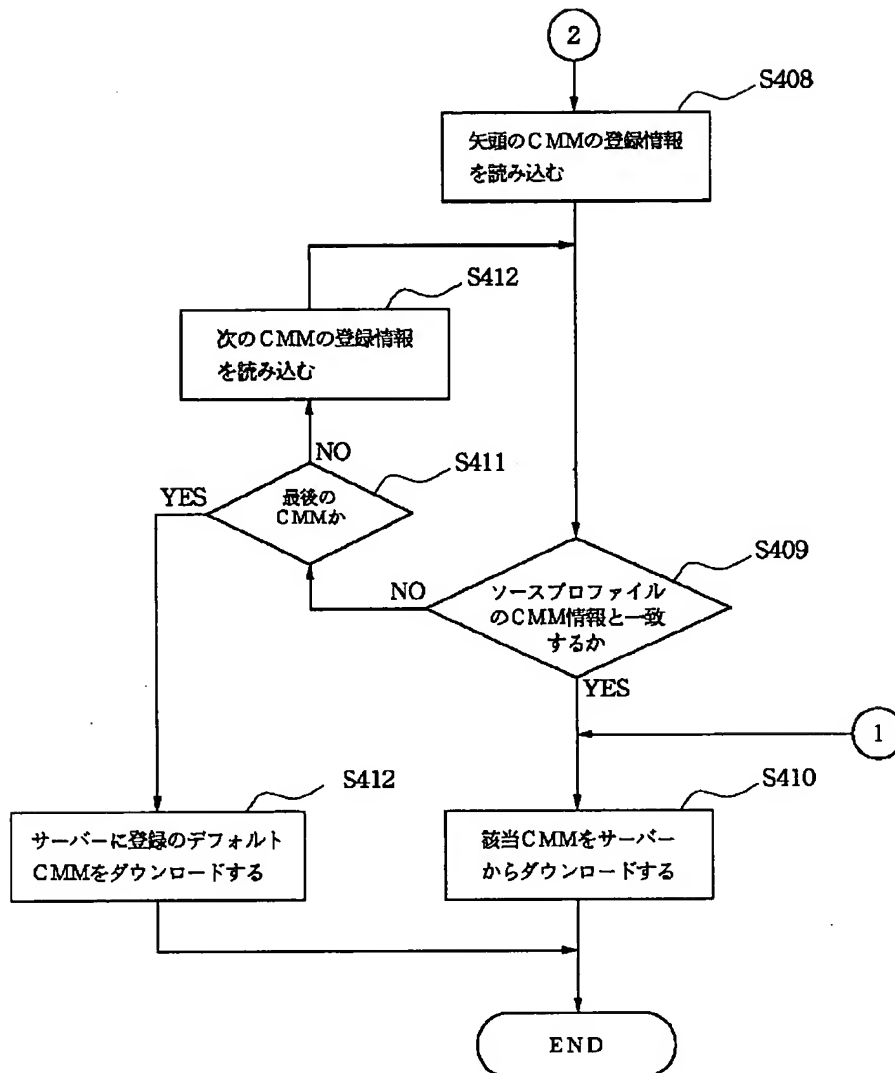 2
S408
矢頭のCMMの登録情報
を読み込む
S412
次のCMMの登録情報
を読み込む
NO
S411
YES
最後の
CMMか
S409
NO
ソースプロファイル
のCMM情報と一致
するか
YES
1
S412
S410
サーバーに登録のデフォルト
CMMをダウンロードする
該当CMMをサーバー
からダウンロードする
END